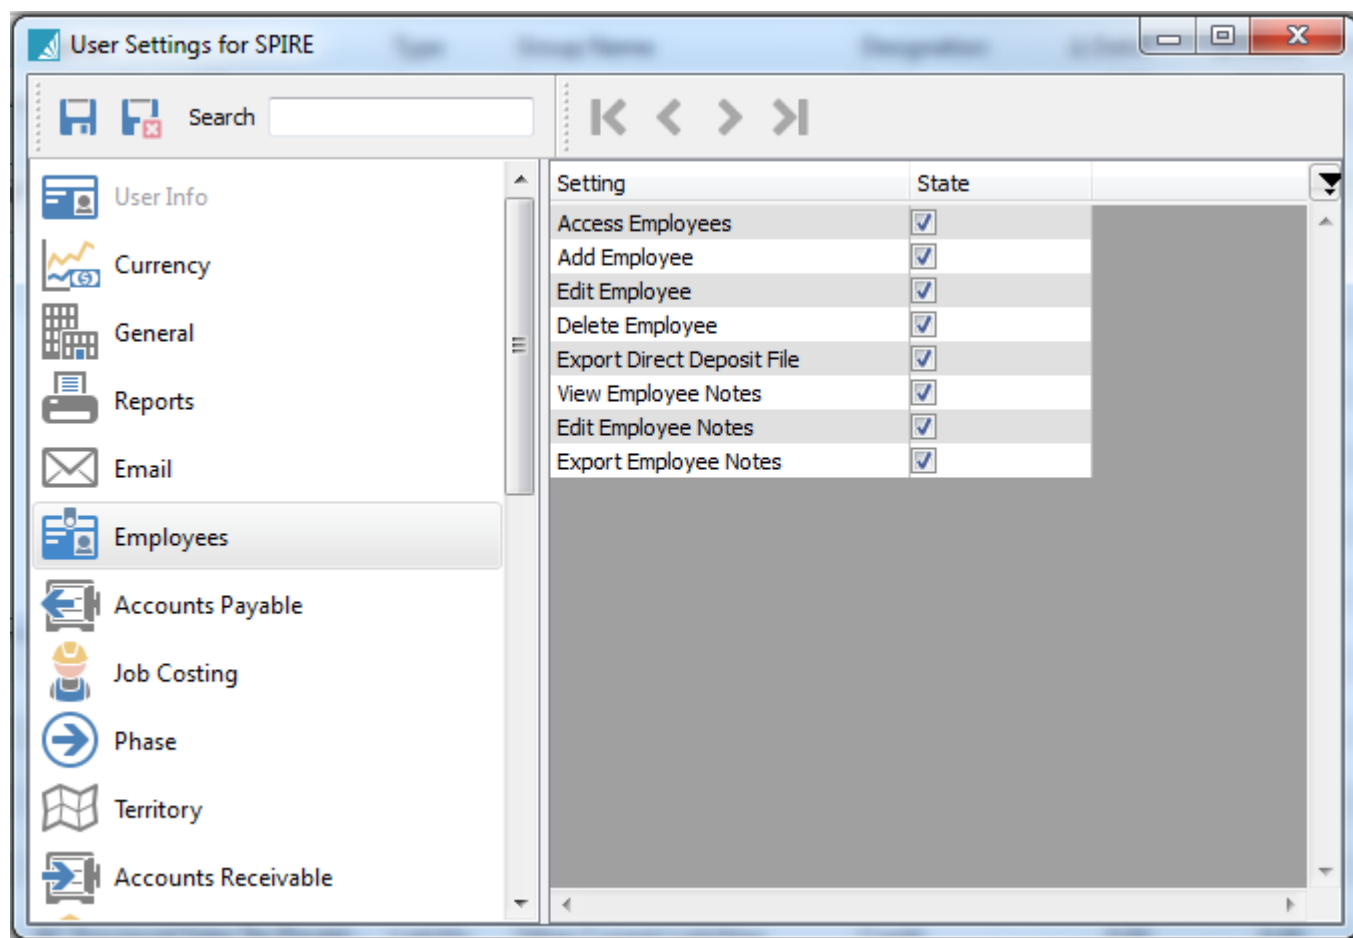 User Settings for SPIRE
Search
User Info
Currency
General
Reports
Email
Employees
Accounts Payable
Job Costing
Phase
Territory
Accounts Receivable
Setting State
Access Employees
Add Employee
Edit Employee
Delete Employee
Export Direct Deposit File
View Employee Notes
Edit Employee Notes
Export Employee Notes